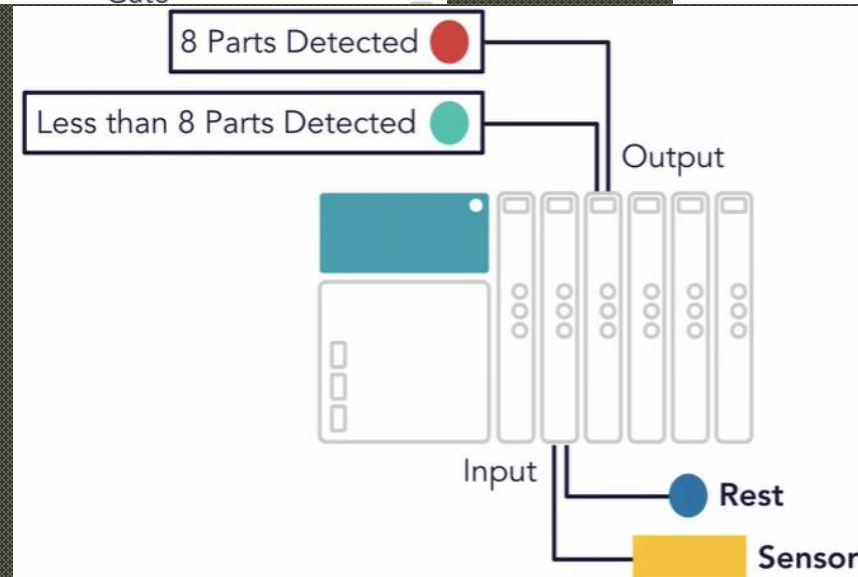 8 Parts Detected
Less than 8 Parts Detected
Output
Input
Rest
Sensor